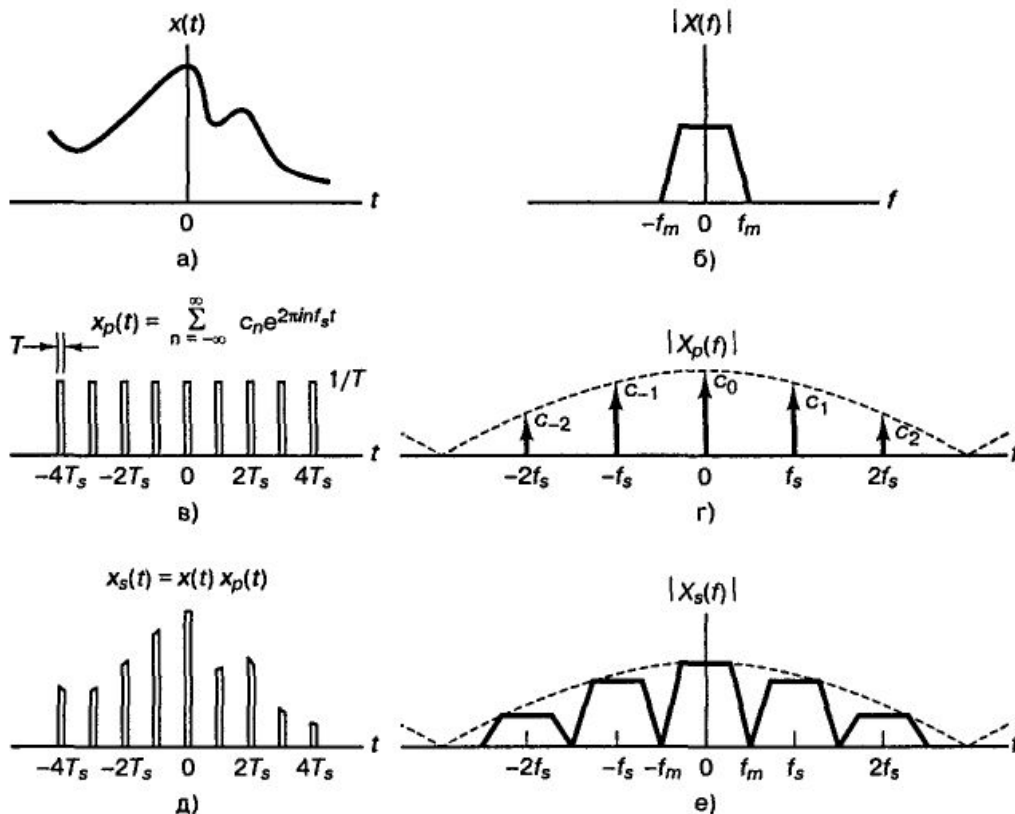 x(t)
t
0
а)
|X(f)|
f
–f_m 0 f_m
б)
x_p(t) = ∞ Σ n = –∞ c_n e^{2πinf_st}
T
1/T
t
–4T_s –2T_s 0 2T_s 4T_s
в)
|X_p(f)|
c_{-2} c_{-1} c_0 c_1 c_2
f
–2f_s –f_s 0 f_s 2f_s
г)
x_s(t) = x(t) x_p(t)
t
–4T_s –2T_s 0 2T_s 4T_s
д)
|X_s(f)|
f
–2f_s –f_s –f_m 0 f_m f_s 2f_s
е)